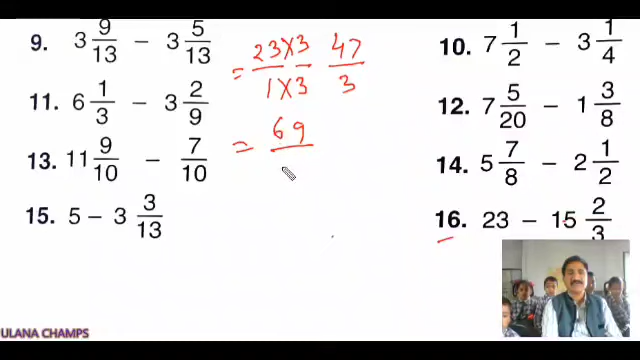 9. 3 9/13 – 3 5/13
10. 7 1/2 – 3 1/4
11. 6 1/3 – 3 2/9
12. 7 5/20 – 1 3/8
13. 11 9/10 – 7/10
14. 5 7/8 – 2 1/2
15. 5 – 3 3/13
16. 23 – 15 2/3
= 23×3/1×3 – 47/3
= 69/
ULANA CHAMPS